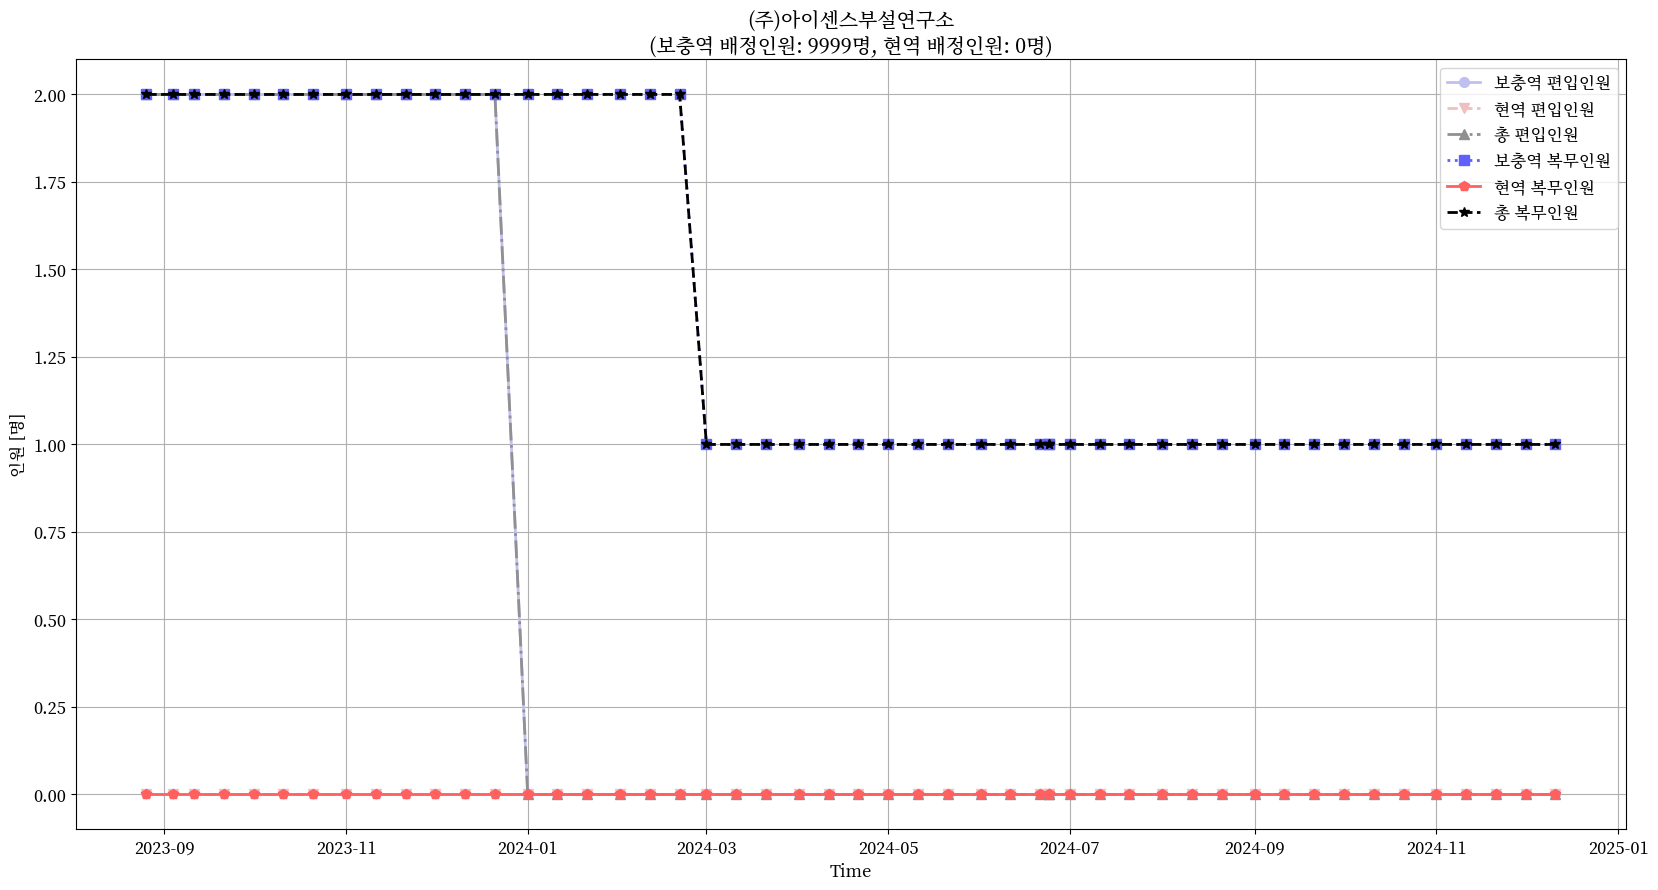 (주)아이센스부설연구소
(보충역 배정인원: 9999명, 현역 배정인원: 0명)
보충역 편입인원
현역 편입인원
총 편입인원
보충역 복무인원
현역 복무인원
총 복무인원
인원 [명]
2.00
1.75
1.50
1.25
1.00
0.75
0.50
0.25
0.00
2023-09 2023-11 2024-01 2024-03 2024-05 2024-07 2024-09 2024-11 2025-01
Time